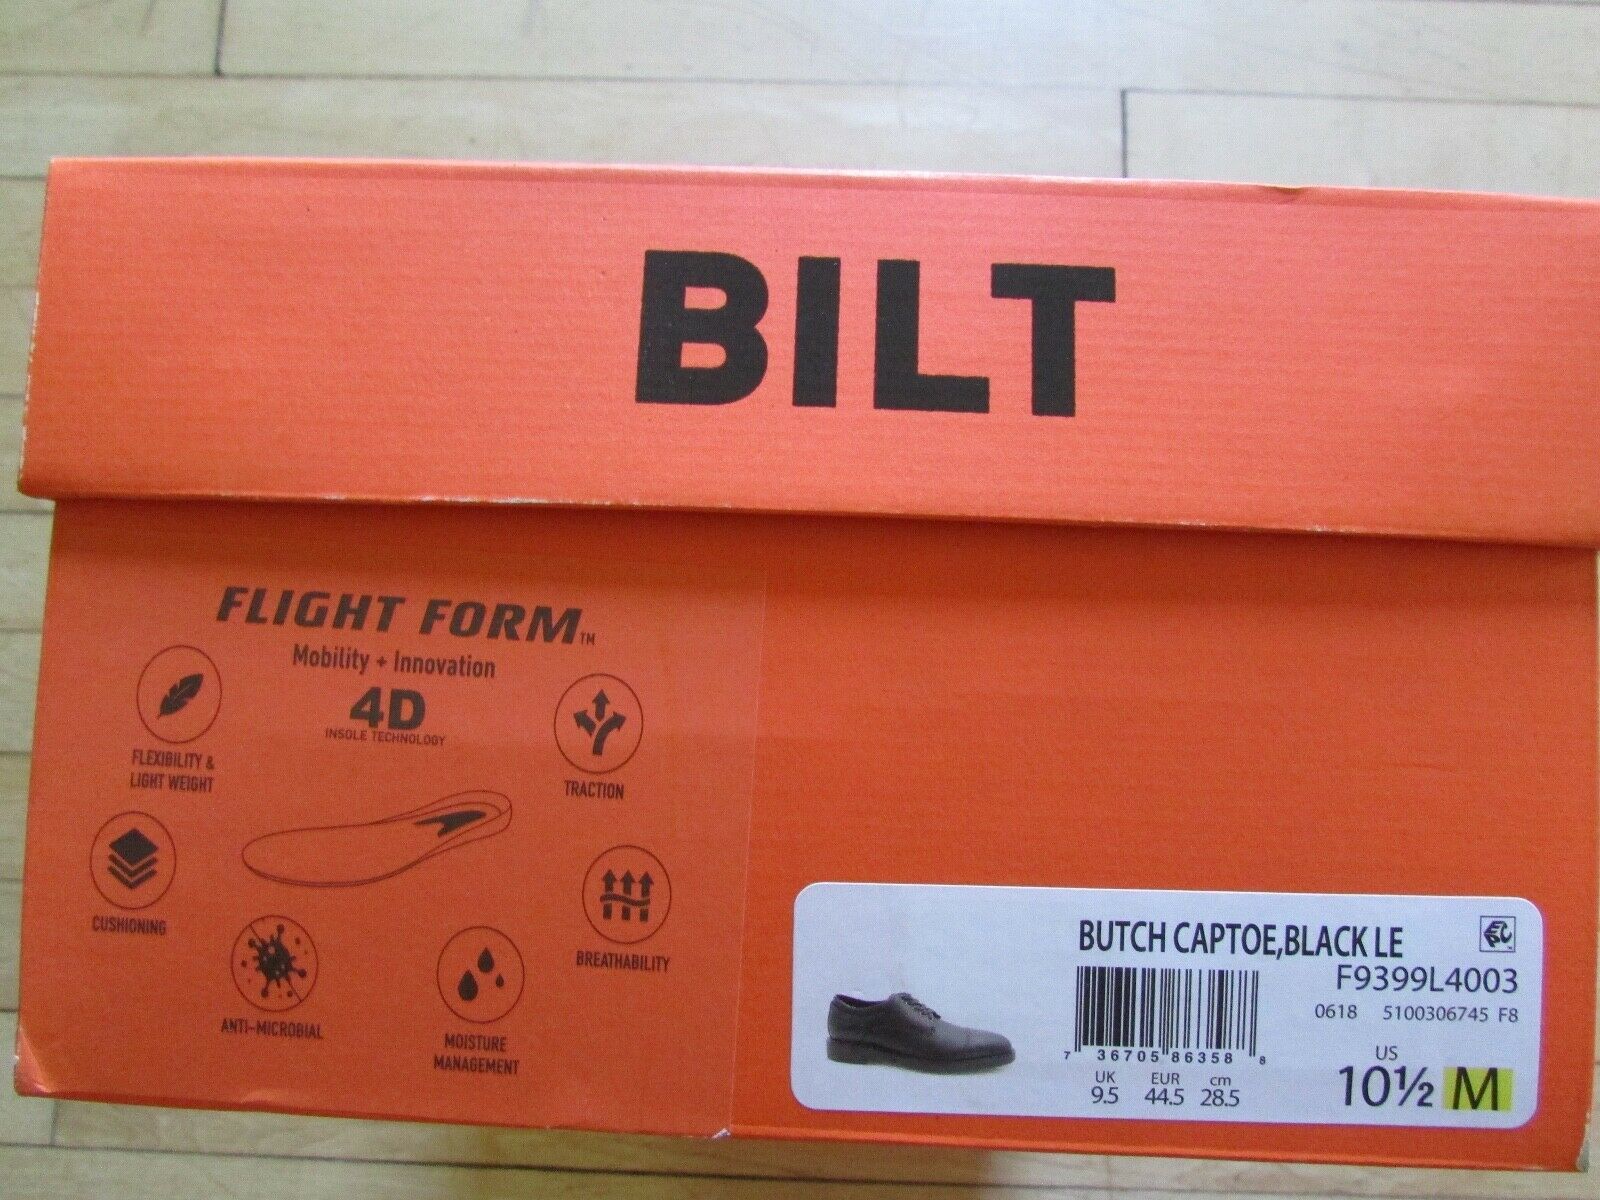 BILT
FLIGHT FORM™
Mobility + Innovation
4D
INSOLE TECHNOLOGY
FLEXIBILITY &
LIGHT WEIGHT
TRACTION
CUSHIONING
BREATHABILITY
ANTI-MICROBIAL
MOISTURE
MANAGEMENT
BUTCH CAPTOE,BLACK LE
F9399L4003
0618 5100306745 F8
7 36705 86358 8
UK EUR cm
9.5 44.5 28.5
US
10½ M